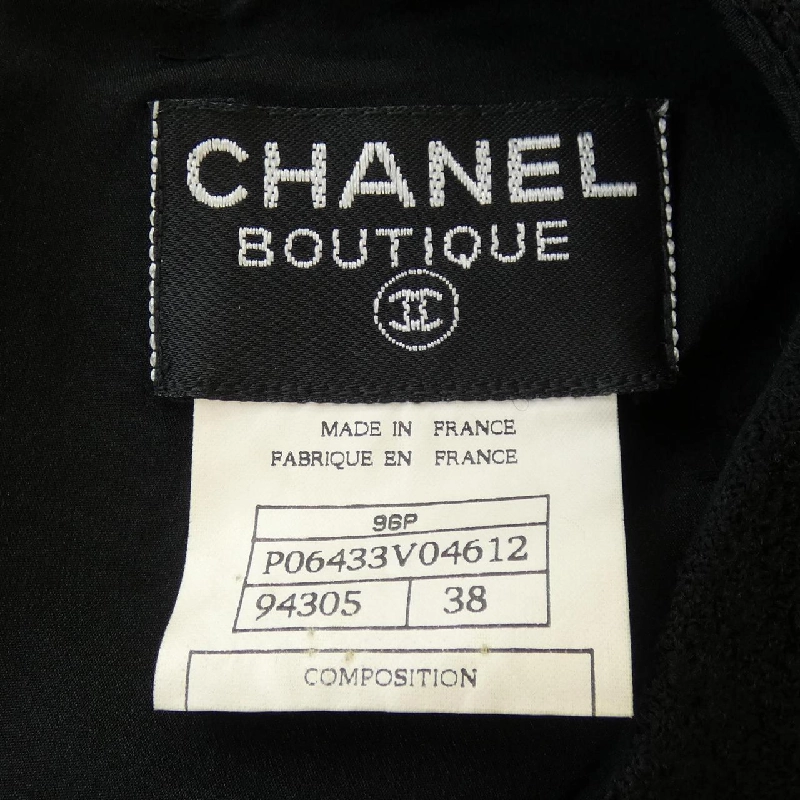 CHANEL
BOUTIQUE
MADE IN FRANCE
FABRIQUE EN FRANCE
96P
P06433V04612
94305 38
COMPOSITION